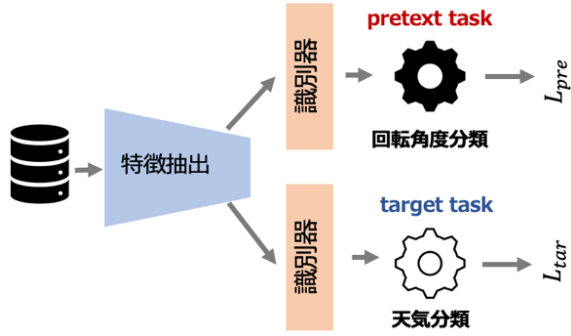 pretext task
識別器
L_pre
回転角度分類
特徴抽出
target task
識別器
L_tar
天気分類